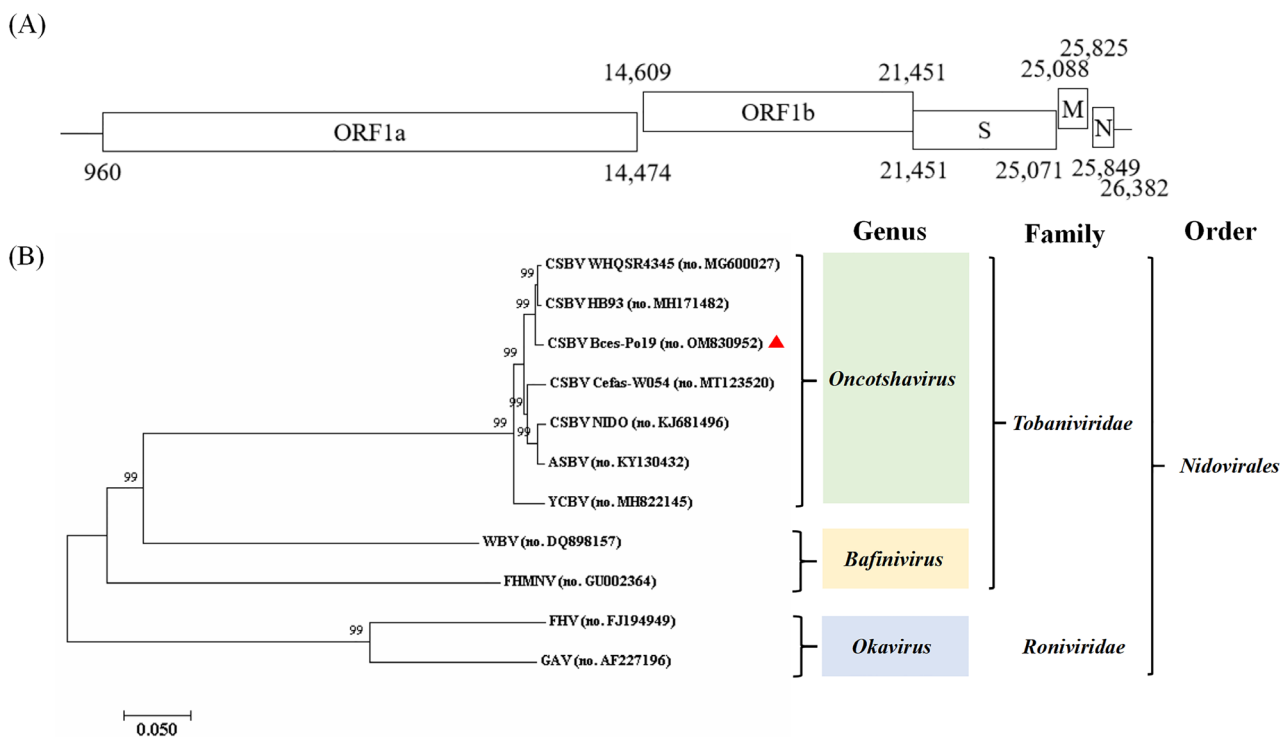 (A)
25,825
14,609 21,451 25,088
ORF1a ORF1b S M N
960 14,474 21,451 25,071 25,849
26,382
(B)
Genus Family Order
CSBV WHQSR4345 (no. MG600027)
99
CSBV HB93 (no. MH171482)
99
CSBV Bces-Po19 (no. OM830952)
99
CSBV Cefas-W054 (no. MT123520)
Oncotshavirus
99
CSBV NIDO (no. KJ681496)
99
99
Tobaniviridae
ASBV (no. KY130432)
Nidovirales
99
YCBV (no. MH822145)
WBV (no. DQ898157)
Bafinivirus
FHMNV (no. GU002364)
FHV (no. FJ194949)
99
Okavirus Roniviridae
GAV (no. AF227196)
0.050